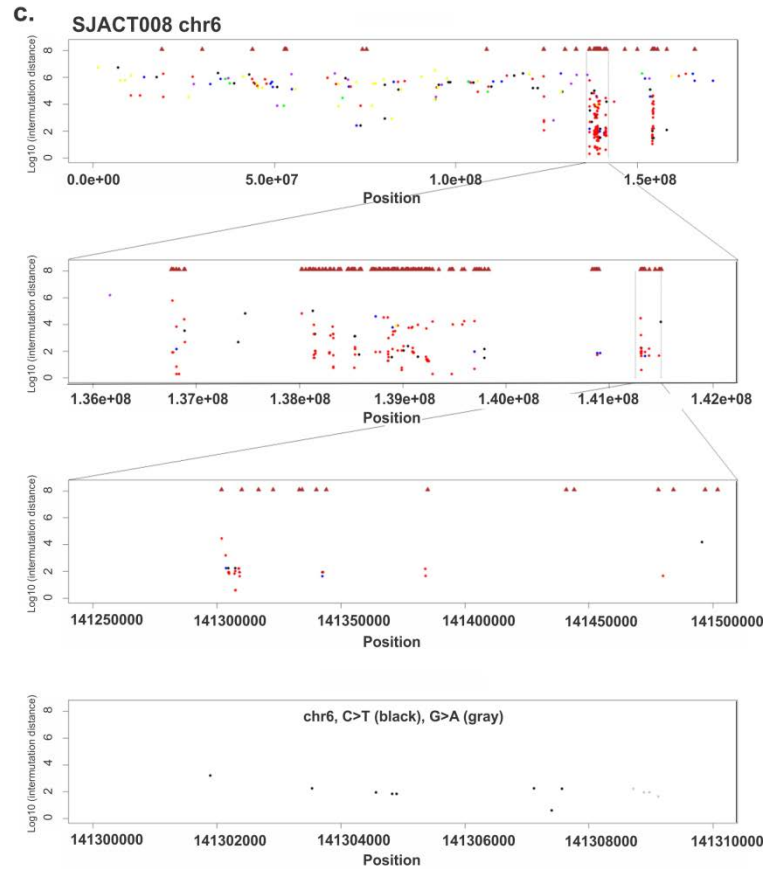 c.
SJACT008 chr6
Log10 (intermutation distance)
8
6
4
2
0
0.0e+00 5.0e+07 1.0e+08 1.5e+08
Position
Log10 (intermutation distance)
8
6
4
2
0
1.36e+08 1.37e+08 1.38e+08 1.39e+08 1.40e+08 1.41e+08 1.42e+08
Position
Log10 (intermutation distance)
8
6
4
2
0
141250000 141300000 141350000 141400000 141450000 141500000
Position
chr6, C>T (black), G>A (gray)
Log10 (intermutation distance)
8
6
4
2
0
141300000 141302000 141304000 141306000 141308000 141310000
Position